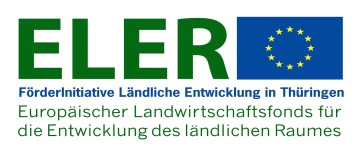 ELER
FörderInitiative Ländliche Entwicklung in Thüringen
Europäischer Landwirtschaftsfonds für
die Entwicklung des ländlichen Raumes